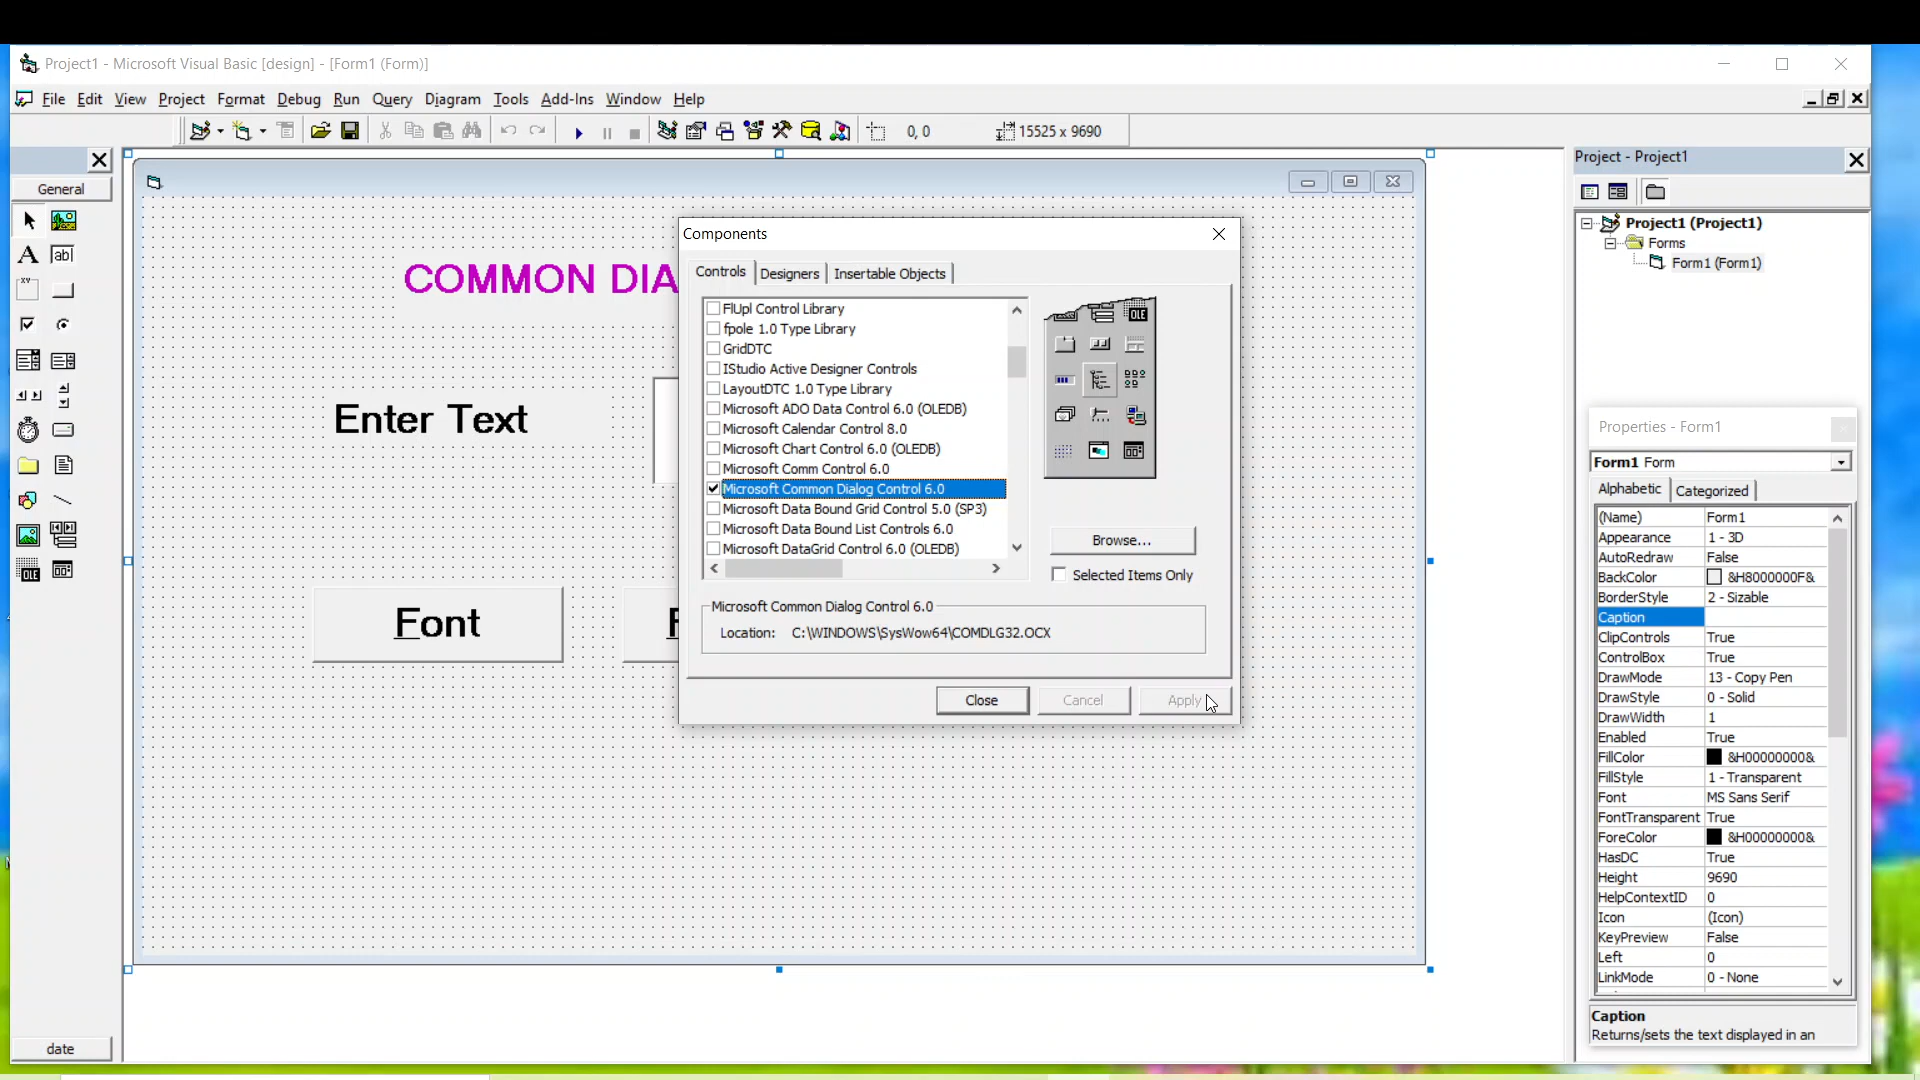 Project1 - Microsoft Visual Basic [design] - [Form1 (Form)]
File Edit View Project Format Debug Run Query Diagram Tools Add-Ins Window Help
0, 0 15525 x 9690
General
OLE
date
COMMON DIA
Enter Text
Font
Components
Controls Designers Insertable Objects
FlUpl Control Library
fpole 1.0 Type Library
GridDTC
IStudio Active Designer Controls
LayoutDTC 1.0 Type Library
Microsoft ADO Data Control 6.0 (OLEDB)
Microsoft Calendar Control 8.0
Microsoft Chart Control 6.0 (OLEDB)
Microsoft Comm Control 6.0
Microsoft Common Dialog Control 6.0
Microsoft Data Bound Grid Control 5.0 (SP3)
Microsoft Data Bound List Controls 6.0
Microsoft DataGrid Control 6.0 (OLEDB)
OLE
Browse...
Selected Items Only
Microsoft Common Dialog Control 6.0
Location: C:\WINDOWS\SysWow64\COMDLG32.OCX
Close Cancel Apply
Project - Project1
Project1 (Project1)
Forms
Form1 (Form1)
Properties - Form1
Form1 Form
Alphabetic Categorized
(Name) Form1
Appearance 1 - 3D
AutoRedraw False
BackColor &H8000000F&
BorderStyle 2 - Sizable
Caption
ClipControls True
ControlBox True
DrawMode 13 - Copy Pen
DrawStyle 0 - Solid
DrawWidth 1
Enabled True
FillColor &H00000000&
FillStyle 1 - Transparent
Font MS Sans Serif
FontTransparent True
ForeColor &H00000000&
HasDC True
Height 9690
HelpContextID 0
Icon (Icon)
KeyPreview False
Left 0
LinkMode 0 - None
Caption
Returns/sets the text displayed in an